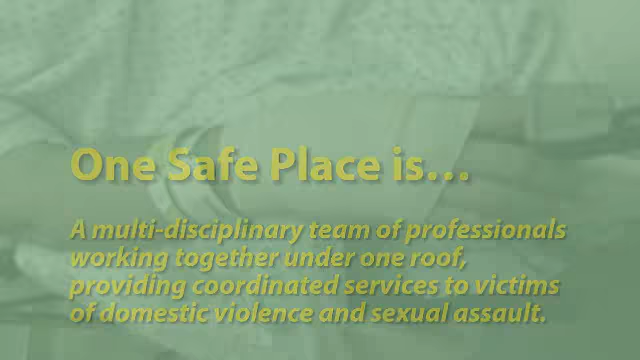 One Safe Place is...
A multi-disciplinary team of professionals
working together under one roof,
providing coordinated services to victims
of domestic violence and sexual assault.